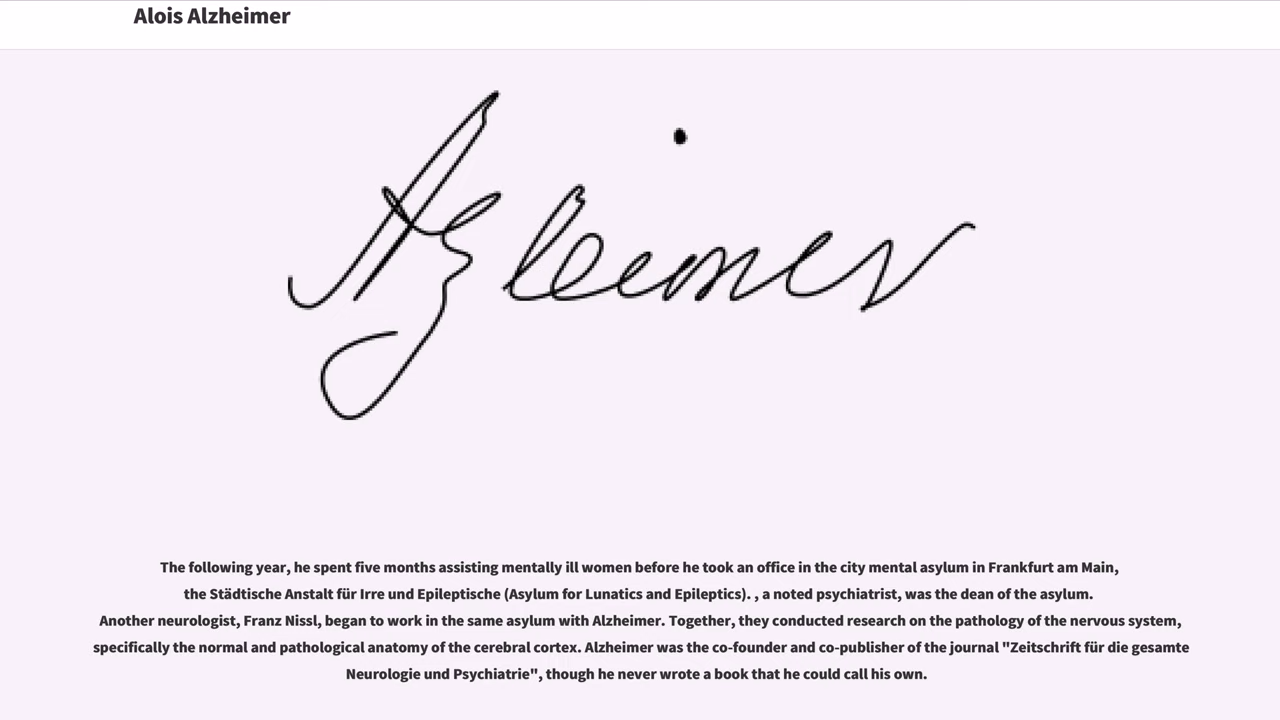 Alois Alzheimer
Alzheimer
The following year, he spent five months assisting mentally ill women before he took an office in the city mental asylum in Frankfurt am Main,
the Städtische Anstalt für Irre und Epileptische (Asylum for Lunatics and Epileptics). , a noted psychiatrist, was the dean of the asylum.
Another neurologist, Franz Nissl, began to work in the same asylum with Alzheimer. Together, they conducted research on the pathology of the nervous system,
specifically the normal and pathological anatomy of the cerebral cortex. Alzheimer was the co-founder and co-publisher of the journal "Zeitschrift für die gesamte
Neurologie und Psychiatrie", though he never wrote a book that he could call his own.